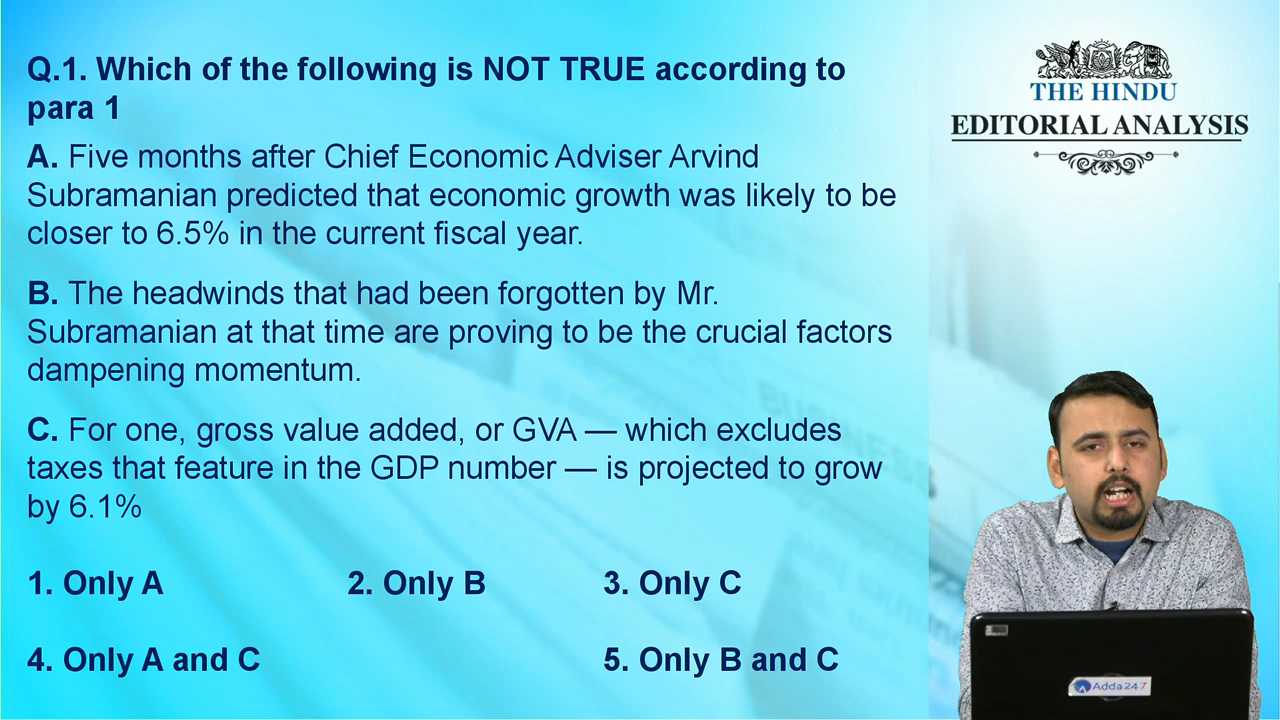 Q.1. Which of the following is NOT TRUE according to
para 1
A. Five months after Chief Economic Adviser Arvind
Subramanian predicted that economic growth was likely to be
closer to 6.5% in the current fiscal year.
B. The headwinds that had been forgotten by Mr.
Subramanian at that time are proving to be the crucial factors
dampening momentum.
C. For one, gross value added, or GVA — which excludes
taxes that feature in the GDP number — is projected to grow
by 6.1%
1. Only A 2. Only B 3. Only C
4. Only A and C 5. Only B and C
THE HINDU
EDITORIAL ANALYSIS
Adda247